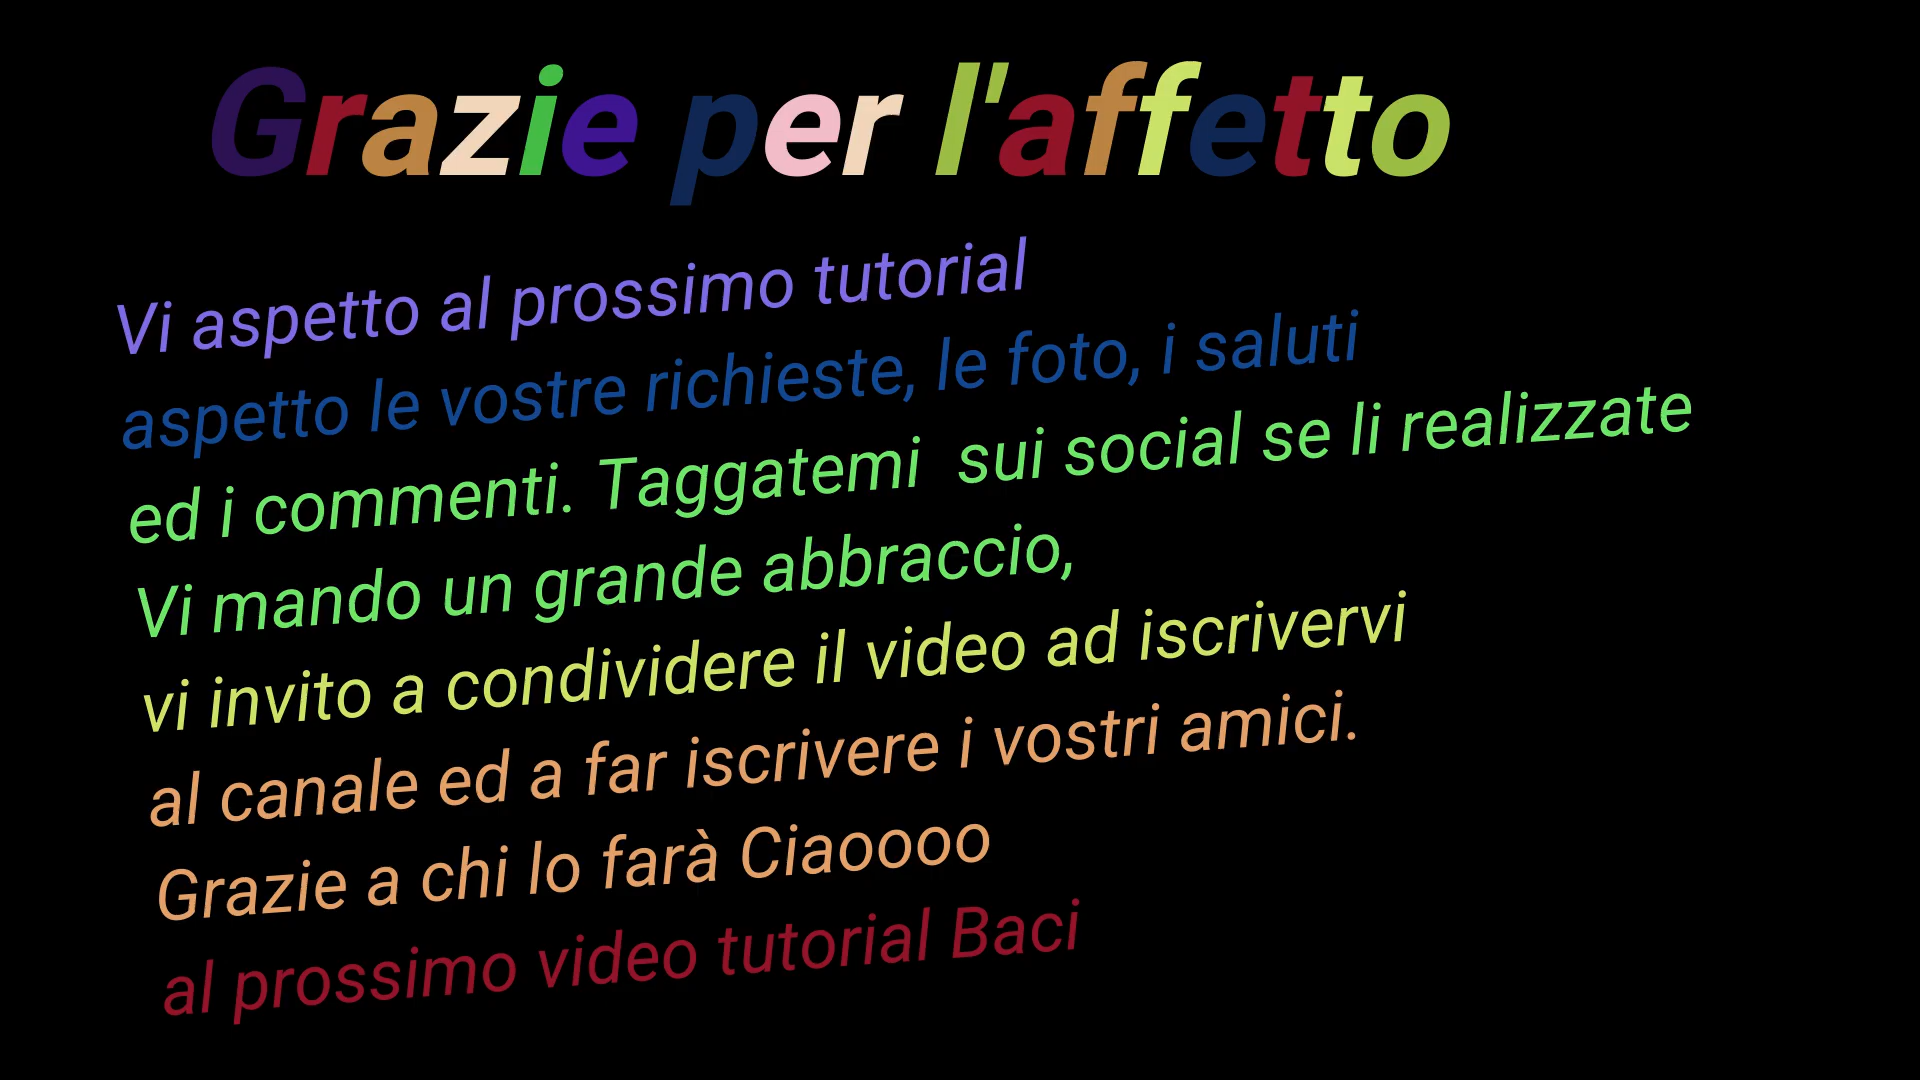 Grazie per l'affetto
Vi aspetto al prossimo tutorial
aspetto le vostre richieste, le foto, i saluti
ed i commenti. Taggatemi  sui social se li realizzate
Vi mando un grande abbraccio,
vi invito a condividere il video ad iscrivervi
al canale ed a far iscrivere i vostri amici.
Grazie a chi lo farà Ciaoooo
al prossimo video tutorial Baci